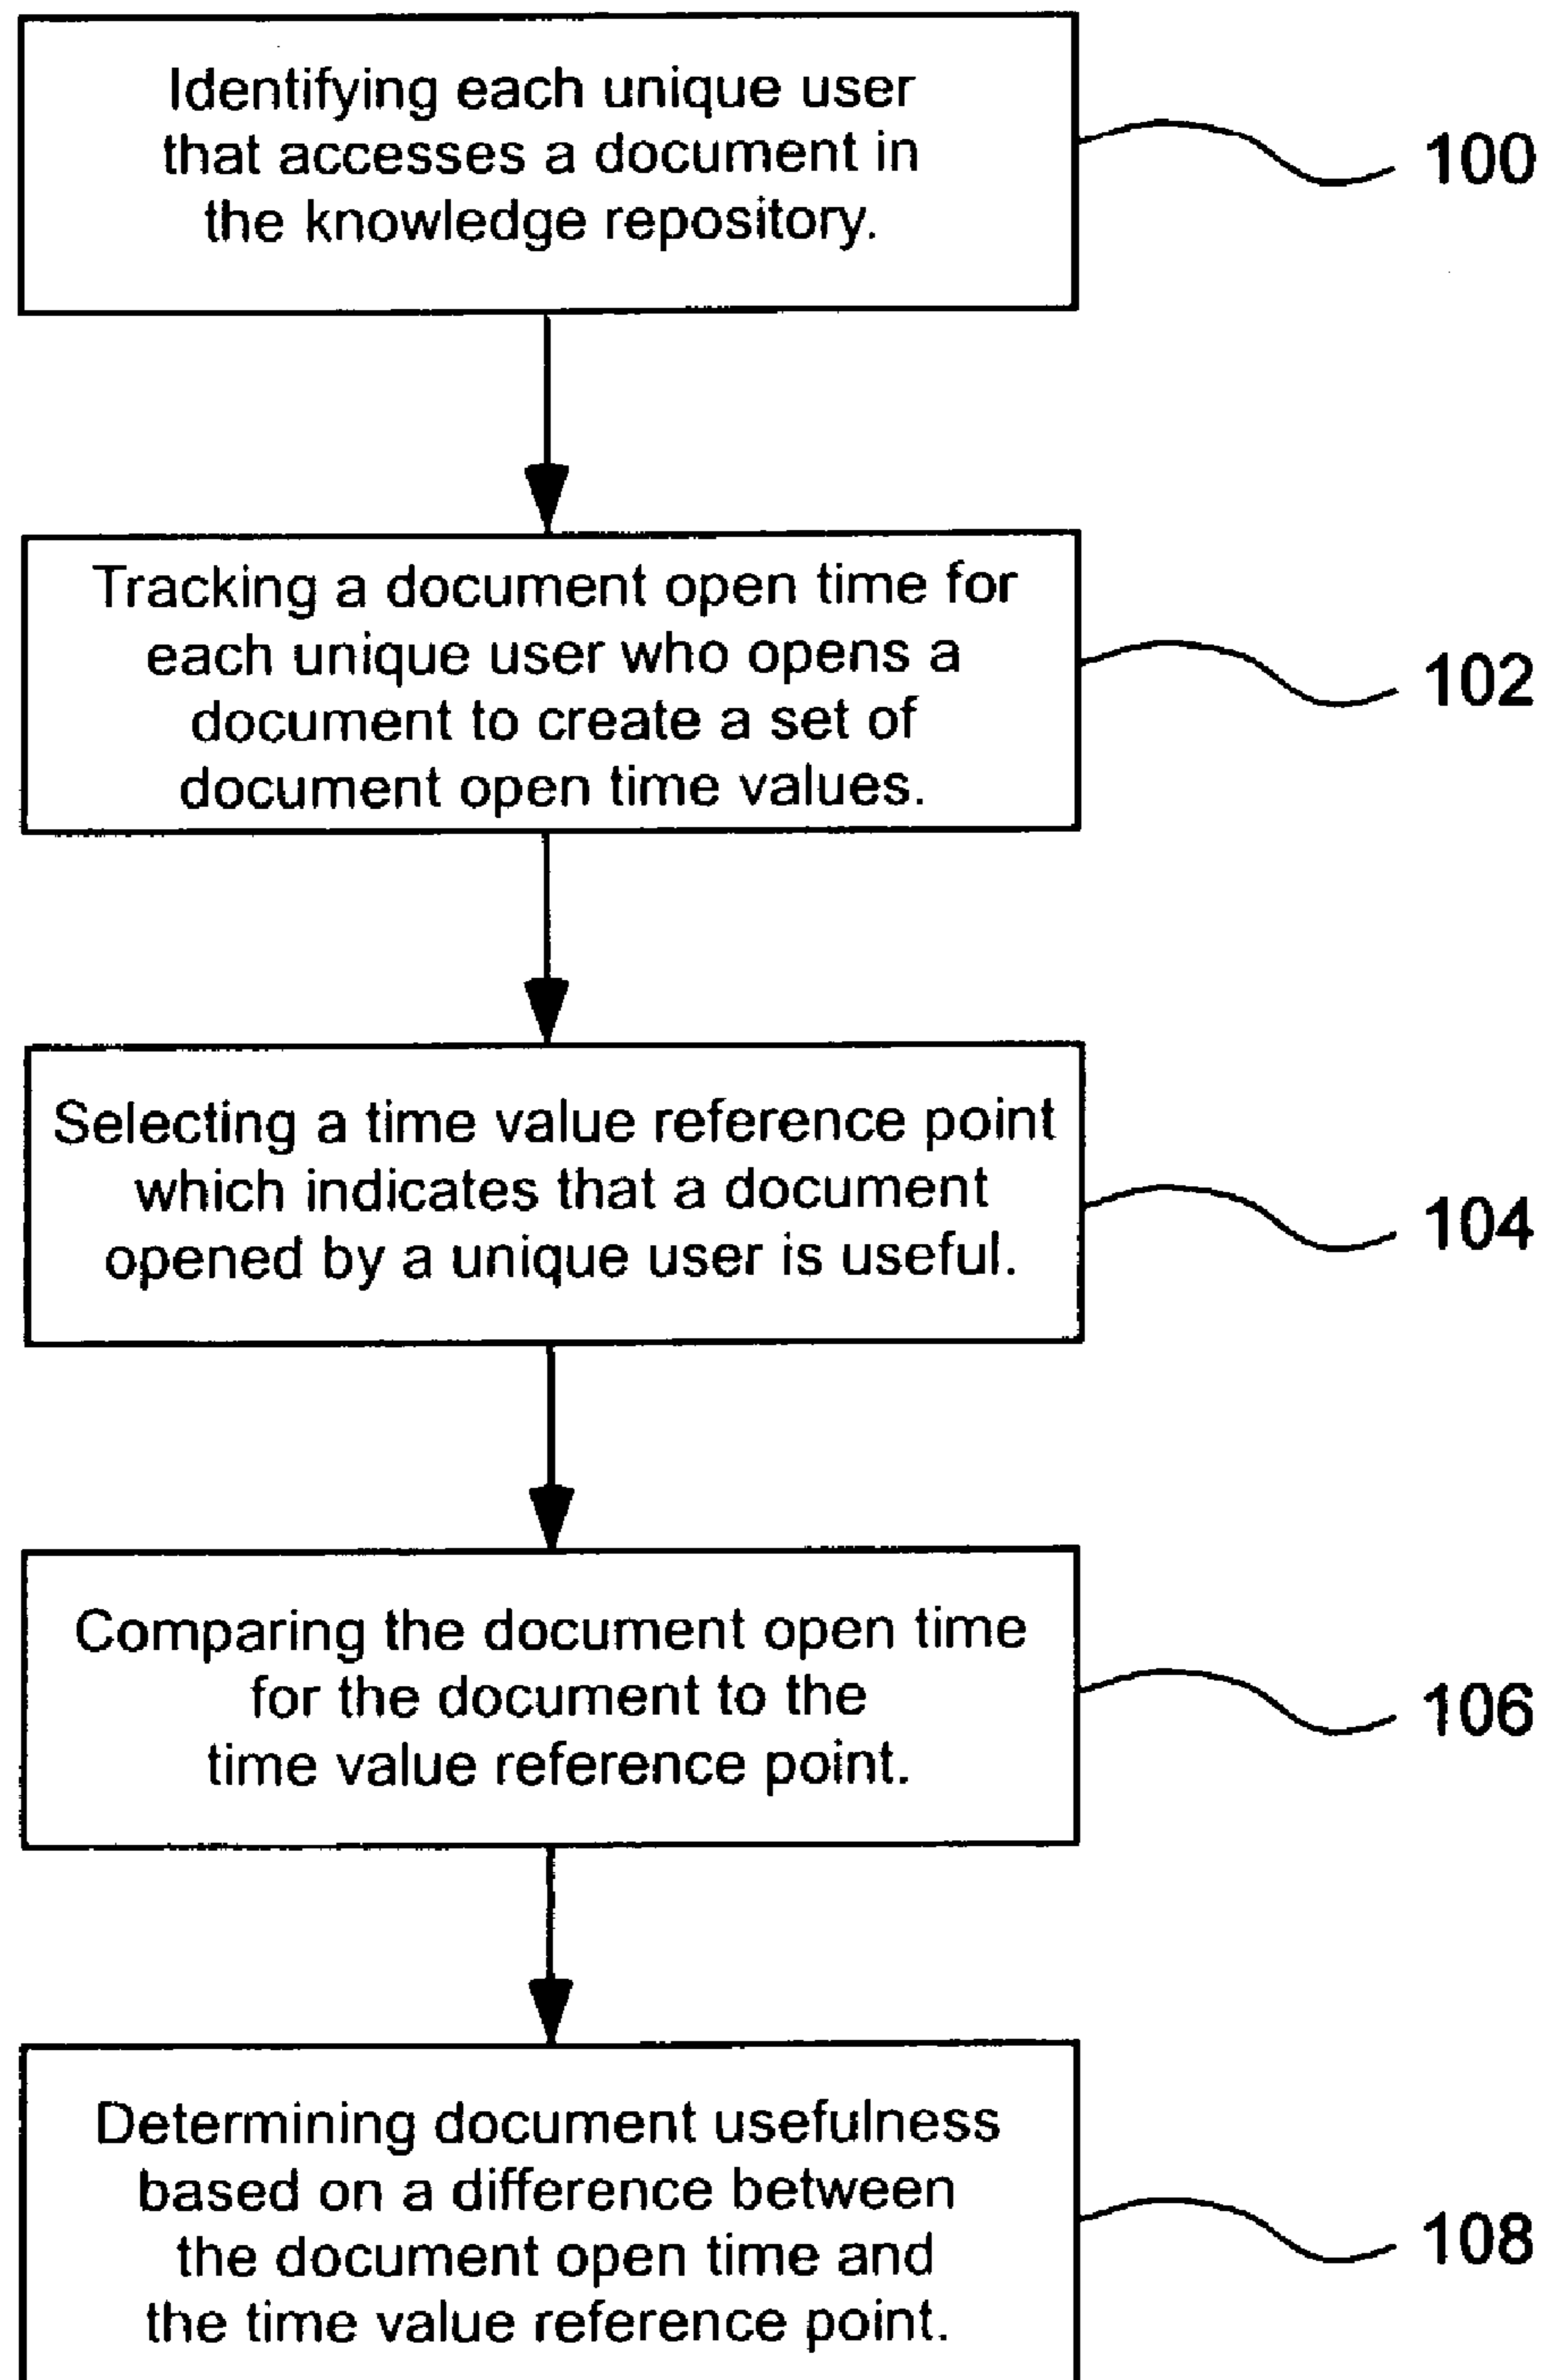 Identifying each unique user
that accesses a document in
the knowledge repository.
100
Tracking a document open time for
each unique user who opens a
document to create a set of
document open time values.
102
Selecting a time value reference point
which indicates that a document
opened by a unique user is useful.
104
Comparing the document open time
for the document to the
time value reference point.
106
Determining document usefulness
based on a difference between
the document open time and
the time value reference point.
108